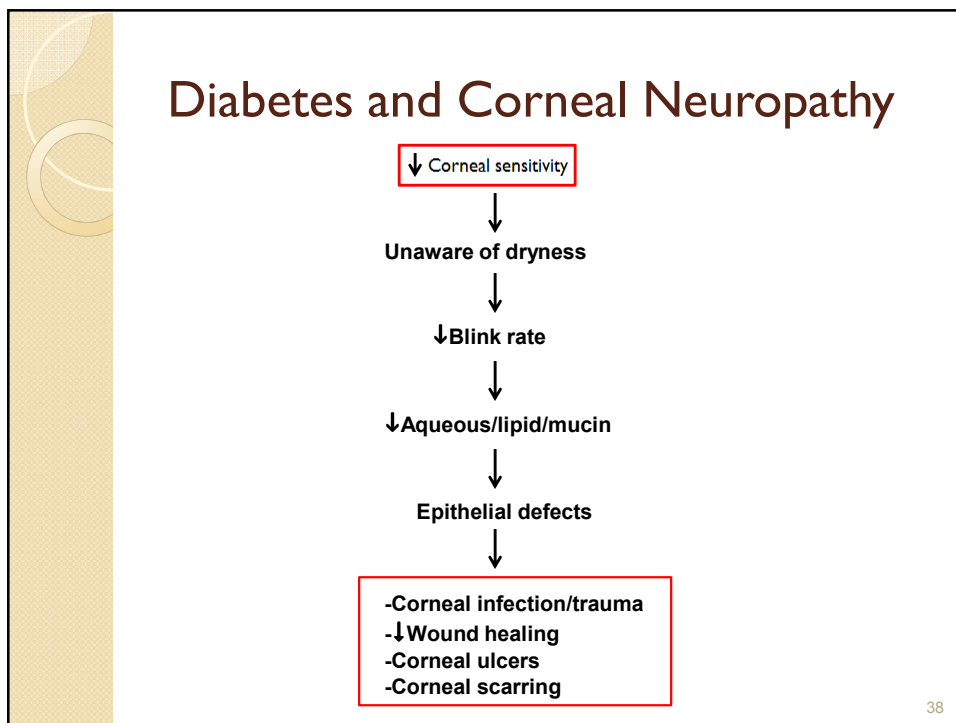 Diabetes and Corneal Neuropathy
↓ Corneal sensitivity
Unaware of dryness
↓Blink rate
↓Aqueous/lipid/mucin
Epithelial defects
-Corneal infection/trauma
-↓Wound healing
-Corneal ulcers
-Corneal scarring
38